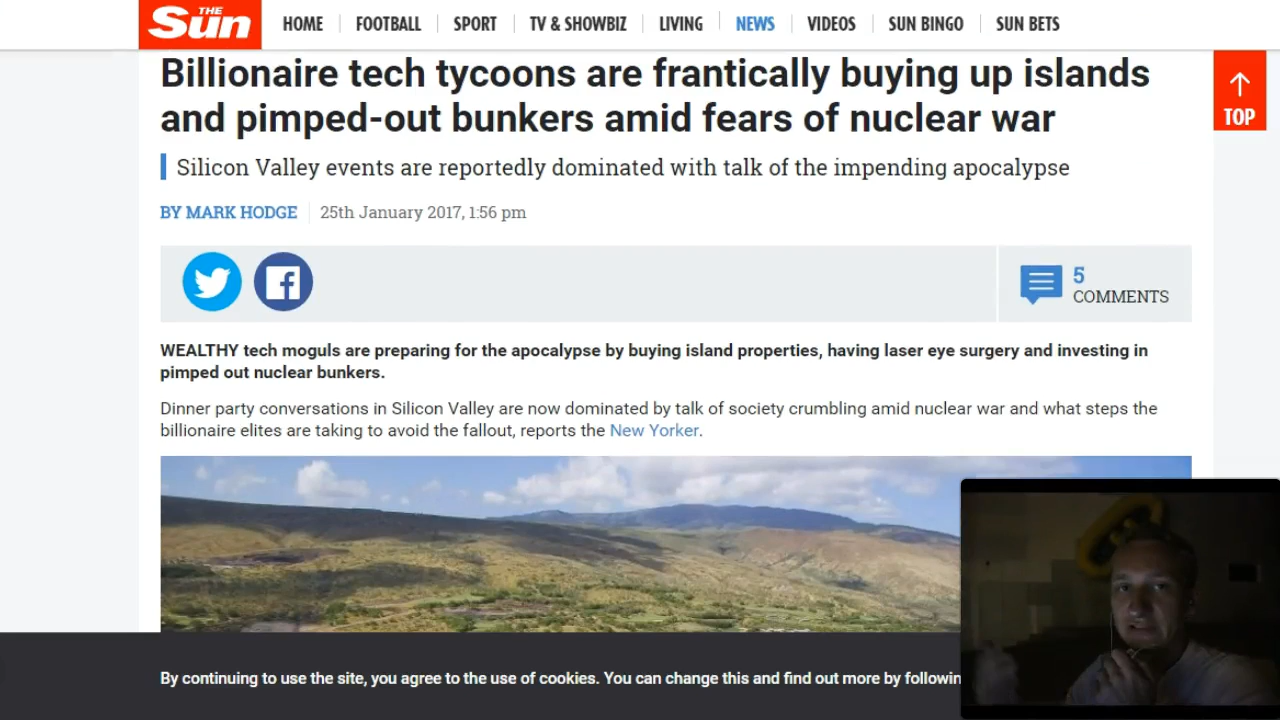 THE
Sun
HOME
FOOTBALL
SPORT
TV & SHOWBIZ
LIVING
NEWS
VIDEOS
SUN BINGO
SUN BETS
Billionaire tech tycoons are frantically buying up islands
and pimped-out bunkers amid fears of nuclear war
TOP
Silicon Valley events are reportedly dominated with talk of the impending apocalypse
BY MARK HODGE
25th January 2017, 1:56 pm
5
COMMENTS
WEALTHY tech moguls are preparing for the apocalypse by buying island properties, having laser eye surgery and investing in
pimped out nuclear bunkers.
Dinner party conversations in Silicon Valley are now dominated by talk of society crumbling amid nuclear war and what steps the
billionaire elites are taking to avoid the fallout, reports the New Yorker.
By continuing to use the site, you agree to the use of cookies. You can change this and find out more by